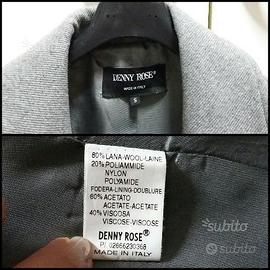 DENNY ROSE®
MADE IN ITALY
S
80% LANA-WOOL-LAINE
20% POLIAMMIDE
NYLON
POLYAMIDE
FODERA-LINING-DOUBLURE
60% ACETATO
ACETATE-ACETATE
40% VISCOSA
VISCOSE-VISCOSE
DENNY ROSE®
P.I. 02666230368
MADE IN ITALY
subito
subito